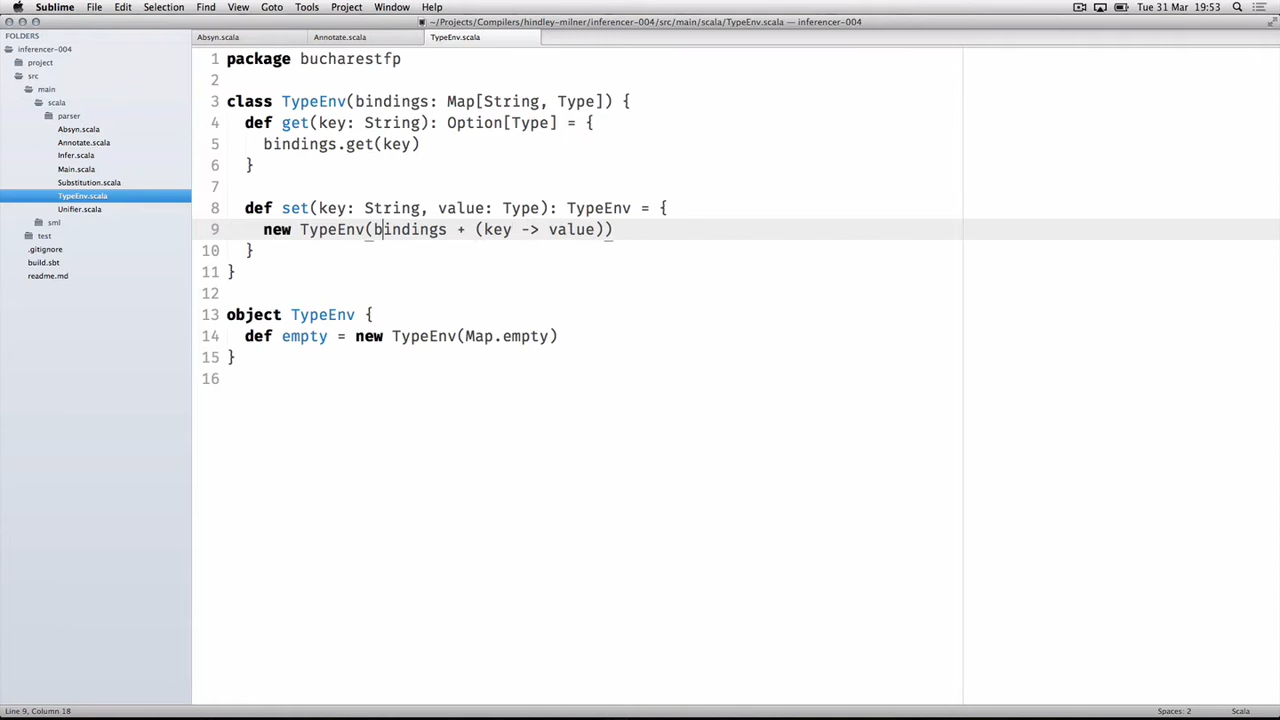 Sublime File Edit Selection Find View Goto Tools Project Window Help Tue 31 Mar 19:53
~/Projects/Compilers/hindley-milner/inferencer-004/src/main/scala/TypeEnv.scala — inferencer-004
FOLDERS
inferencer-004
project
src
main
scala
parser
Absyn.scala
Annotate.scala
Infer.scala
Main.scala
Substitution.scala
TypeEnv.scala
Unifier.scala
sml
test
.gitignore
build.sbt
readme.md
Absyn.scala Annotate.scala TypeEnv.scala
1 package bucharestfp
2
3 class TypeEnv(bindings: Map[String, Type]) {
4 def get(key: String): Option[Type] = {
5 bindings.get(key)
6 }
7
8 def set(key: String, value: Type): TypeEnv = {
9 new TypeEnv(bindings + (key -> value))
10 }
11 }
12
13 object TypeEnv {
14 def empty = new TypeEnv(Map.empty)
15 }
16
Line 9, Column 18 Spaces: 2 Scala